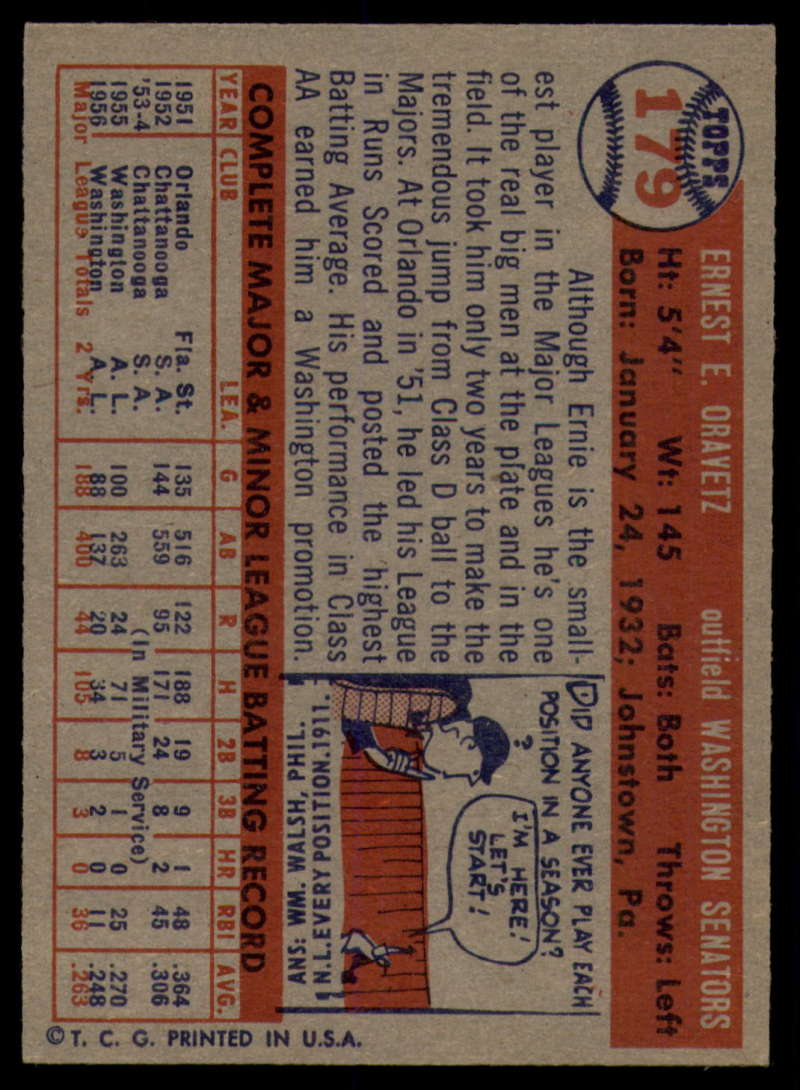 TOPPS
179
ERNEST E. ORAVETZ outfield WASHINGTON SENATORS
Ht: 5'4" Wt: 145 Bats: Both Throws: Left
Born: January 24, 1932; Johnstown, Pa.
Although Ernie is the small-
est player in the Major Leagues he's one
of the real big men at the plate and in the
field. It took him only two years to make the
tremendous jump from Class D ball to the
Majors. At Orlando in '51, he led his League
in Runs Scored and posted the highest
Batting Average. His performance in Class
AA earned him a Washington promotion.
DID ANYONE EVER PLAY EACH
POSITION IN A SEASON?
?
I'M HERE!
LET'S
START!
ANS: WM. WALSH, PHIL.
N.L. EVERY POSITION. 1911.
COMPLETE MAJOR & MINOR LEAGUE BATTING RECORD
YEAR CLUB LEA. G AB R H 2B 3B HR RBI AVG.
1951 Orlando Fla. St. 135 516 122 188 19 9 1 48 .364
1952 Chattanooga S. A. 144 559 95 171 24 8 2 45 .306
'53-4 Chattanooga S. A. (In Military Service)
1955 Washington A. L. 100 263 24 71 5 1 0 25 .270
1956 Washington A. L. 88 137 20 34 3 2 0 11 .248
Major League Totals 2 Yrs. 188 400 44 105 8 3 0 36 .263
© T. C. G. PRINTED IN U.S.A.